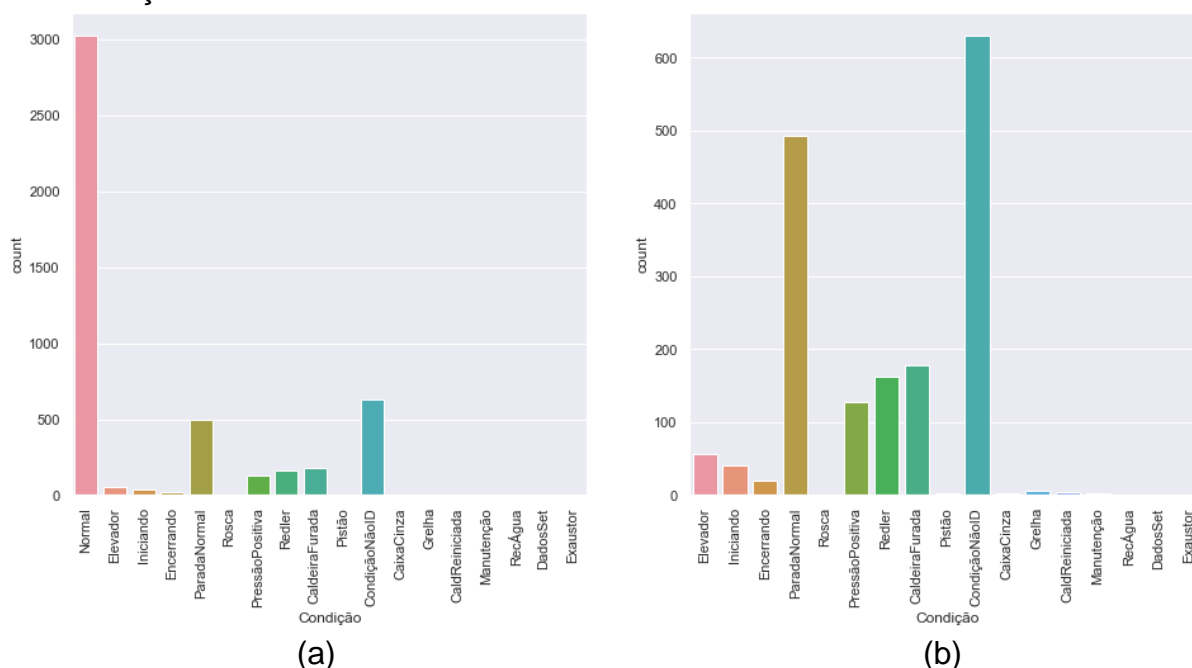 3000
2500
2000
1500
1000
500
0
count
Normal
Elevador
Iniciando
Encerrando
ParadaNormal
Rosca
PressãoPositiva
Redler
CaldeiraFurada
Pistão
CondiçãoNãoID
CaixaCinza
Grelha
CaldReiniciada
Manutenção
RecÁgua
DadosSet
Exaustor
Condição
(a)
600
500
400
300
200
100
0
count
Elevador
Iniciando
Encerrando
ParadaNormal
Rosca
PressãoPositiva
Redler
CaldeiraFurada
Pistão
CondiçãoNãoID
CaixaCinza
Grelha
CaldReiniciada
Manutenção
RecÁgua
DadosSet
Exaustor
Condição
(b)